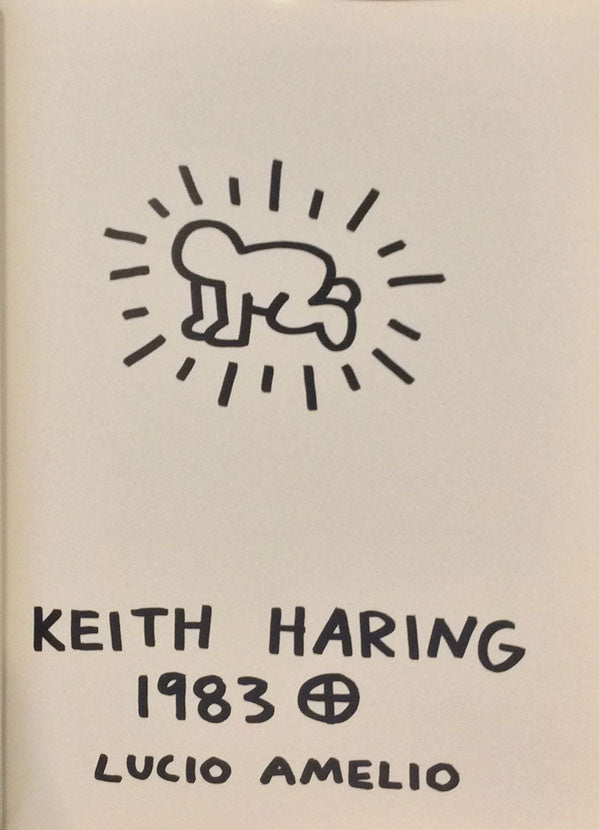 KEITH HARING
1983 ⊕
LUCIO AMELIO